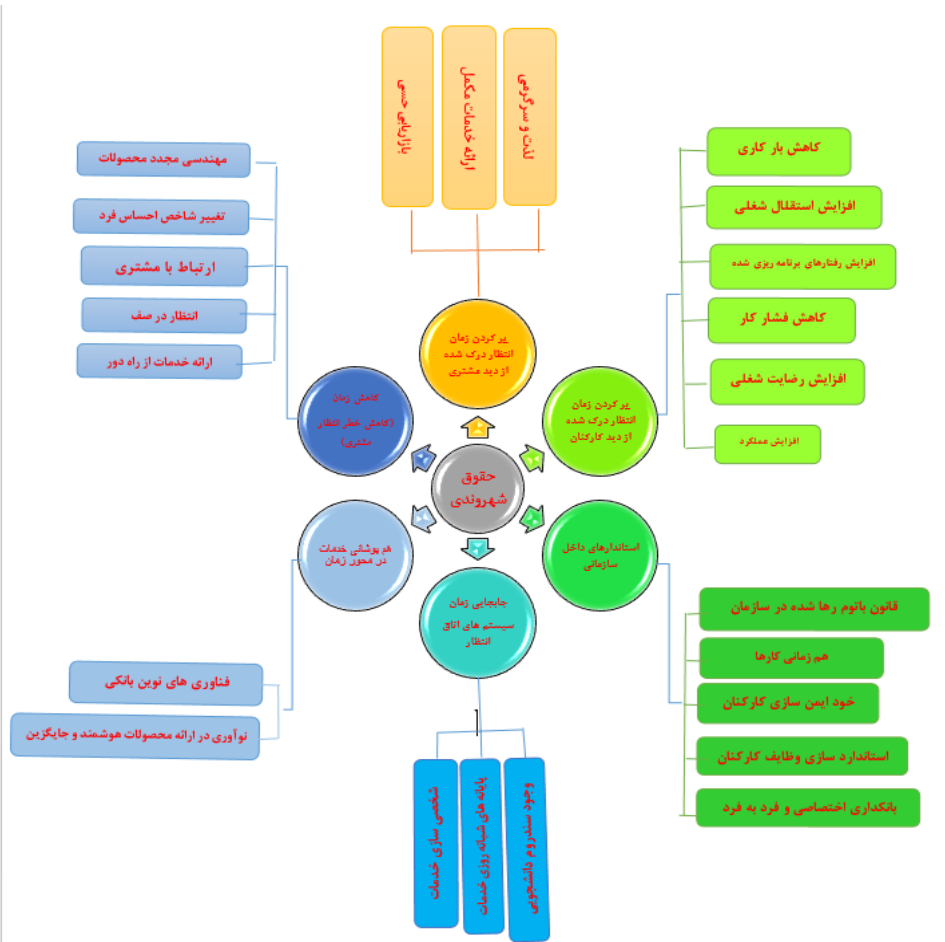 لذت و سرگرمی
ارائه خدمات مکمل
بازاریابی حسی
پر کردن زمان
انتظار درک شده
از دید مشتری
کاهش بار کاری
افزایش استقلال شغلی
افزایش رفتارهای برنامه ریزی شده
کاهش فشار کار
افزایش رضایت شغلی
افزایش عملکرد
پر کردن زمان
انتظار درک شده
از دید کارکنان
مهندسی مجدد محصولات
تغییر شاخص احساس فرد
ارتباط با مشتری
انتظار در صف
ارائه خدمات از راه دور
کاهش زمان
(کاهش خطر انتظار
مشتری)
حقوق
شهروندی
استاندارهای داخل
سازمانی
قانون باتوم رها شده در سازمان
هم زمانی کارها
خود ایمن سازی کارکنان
استاندارد سازی وظایف کارکنان
بانکداری اختصاصی و فرد به فرد
هم پوشانی خدمات
در محور زمان
فناوری های نوین بانکی
نوآوری در ارائه محصولات هوشمند و جایگزین
جابجایی زمان
سیستم های اتاق
انتظار
وجود سندروم دانشجویی
پایانه های شبانه روزی خدمات
شخصی سازی خدمات